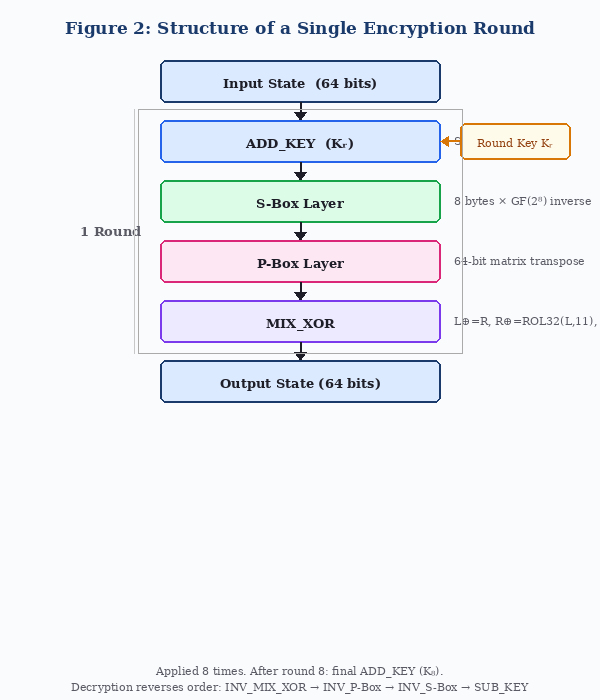 Figure 2: Structure of a Single Encryption Round
Input State (64 bits)
ADD_KEY (Kᵣ)
Round Key Kᵣ
S-Box Layer
8 bytes × GF(2⁸) inverse
1 Round
P-Box Layer
64-bit matrix transpose
MIX_XOR
L⊕=R, R⊕=ROL32(L,11),
Output State (64 bits)
Applied 8 times. After round 8: final ADD_KEY (K₈).
Decryption reverses order: INV_MIX_XOR → INV_P-Box → INV_S-Box → SUB_KEY